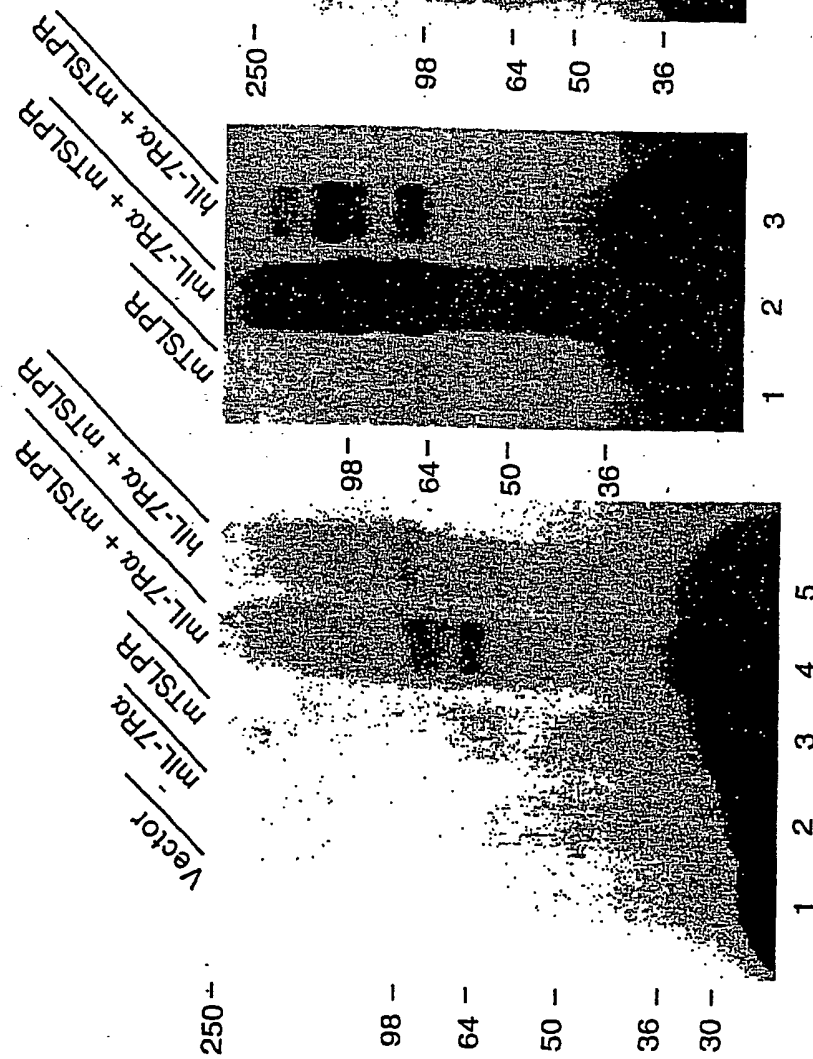 Vector
mIL-7Rα
mTSLPR
mIL-7Rα + mTSLPR
hIL-7Rα + mTSLPR
mTSLPR
mIL-7Rα + mTSLPR
hIL-7Rα + mTSLPR
250 –
98 –
64 –
50 –
36 –
30 –
1 2 3 4 5
98 –
64 –
50 –
36 –
1 2 3
250 –
98 –
64 –
50 –
36 –